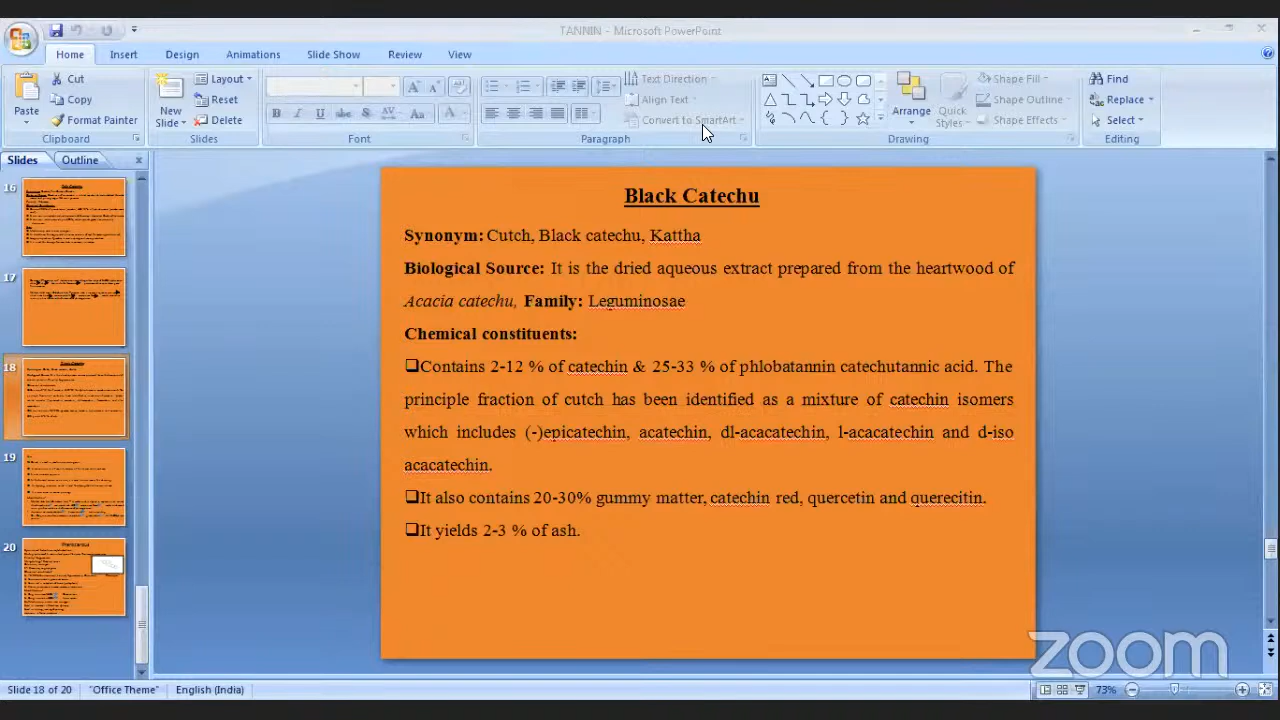 TANNIN - Microsoft PowerPoint
Home Insert Design Animations Slide Show Review View
Paste
Cut
Copy
Format Painter
Clipboard
New Slide
Layout
Reset
Delete
Slides
B I U S AV Aa A
Font
Text Direction
Align Text
Convert to SmartArt
Paragraph
Arrange
Quick Styles
Shape Fill
Shape Outline
Shape Effects
Drawing
Find
Replace
Select
Editing
Slides Outline
16
17
18
19
20
Black Catechu
Synonym: Cutch, Black catechu, Kattha
Biological Source: It is the dried aqueous extract prepared from the heartwood of
Acacia catechu, Family: Leguminosae
Chemical constituents:
❑Contains 2-12 % of catechin & 25-33 % of phlobatannin catechutannic acid. The
principle fraction of cutch has been identified as a mixture of catechin isomers
which includes (-)epicatechin, acatechin, dl-acacatechin, l-acacatechin and d-iso
acacatechin.
❑It also contains 20-30% gummy matter, catechin red, quercetin and querecitin.
❑It yields 2-3 % of ash.
zoom
Slide 18 of 20 "Office Theme" English (India) 73%